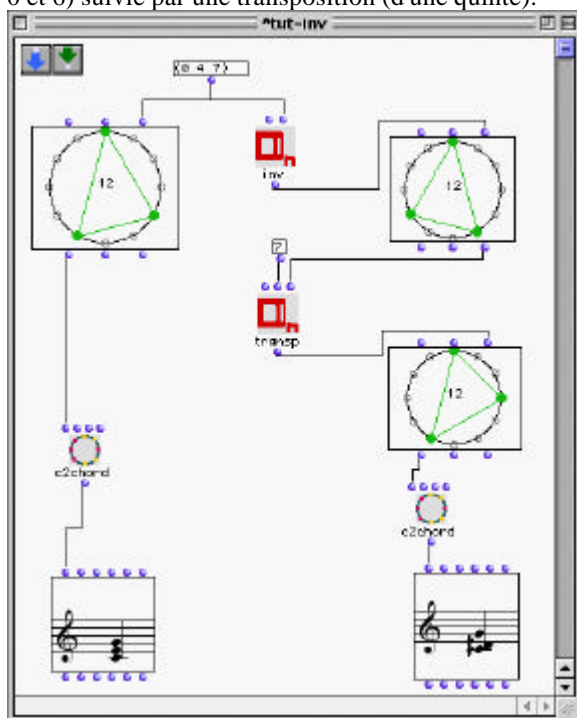 0 et 6) suivie par une transposition (d'une quinte).
*tut-inv
(0 4 7)
12
inv
12
7
transp
12
c2chord
c2chord